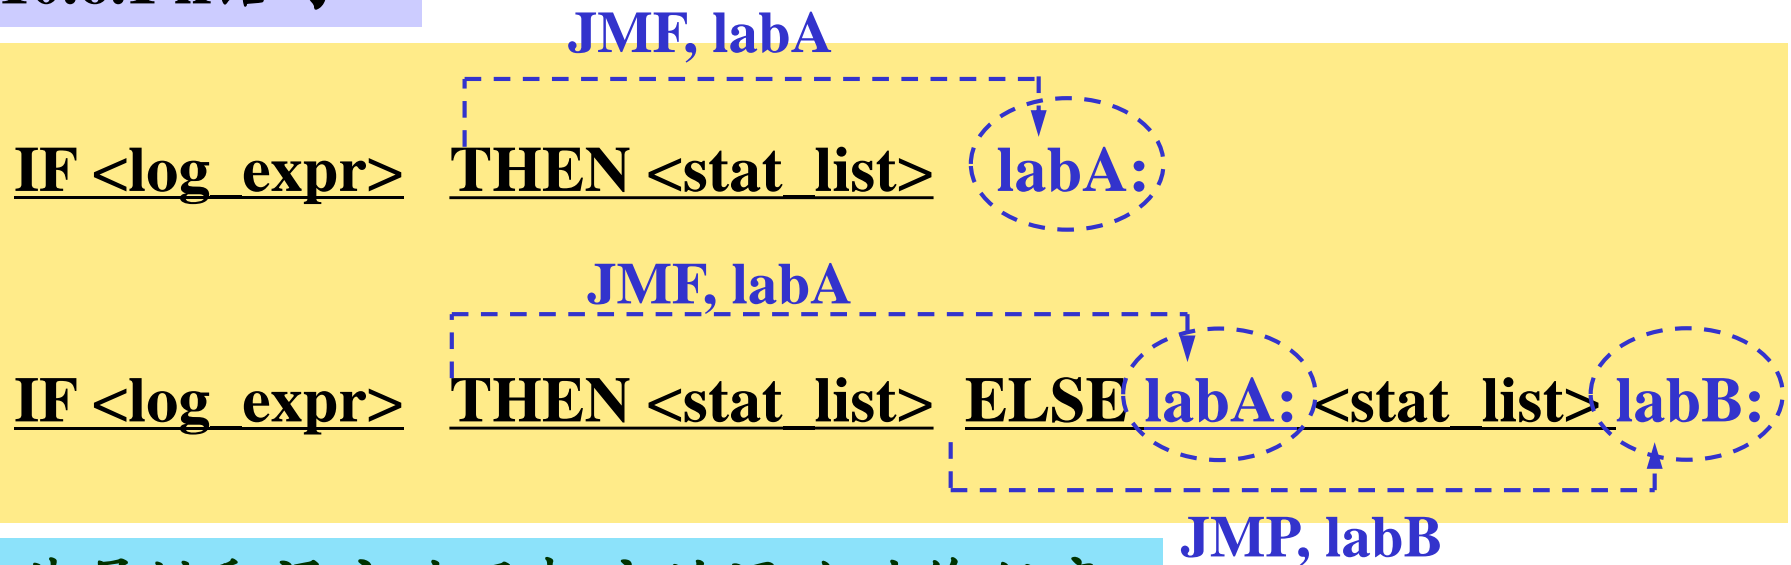 JMF, labA
IF <log_expr> THEN <stat_list> labA:
JMF, labA
IF <log_expr> THEN <stat_list> ELSE labA: <stat_list> labB:
JMP, labB